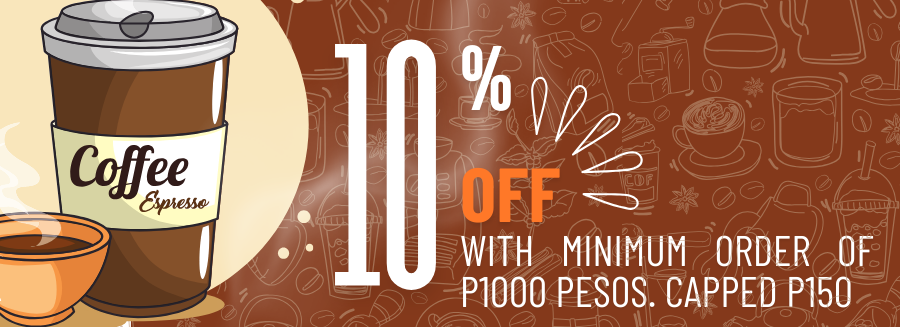 Coffee
Espresso
10%
OFF
WITH MINIMUM ORDER OF
P1000 PESOS. CAPPED P150